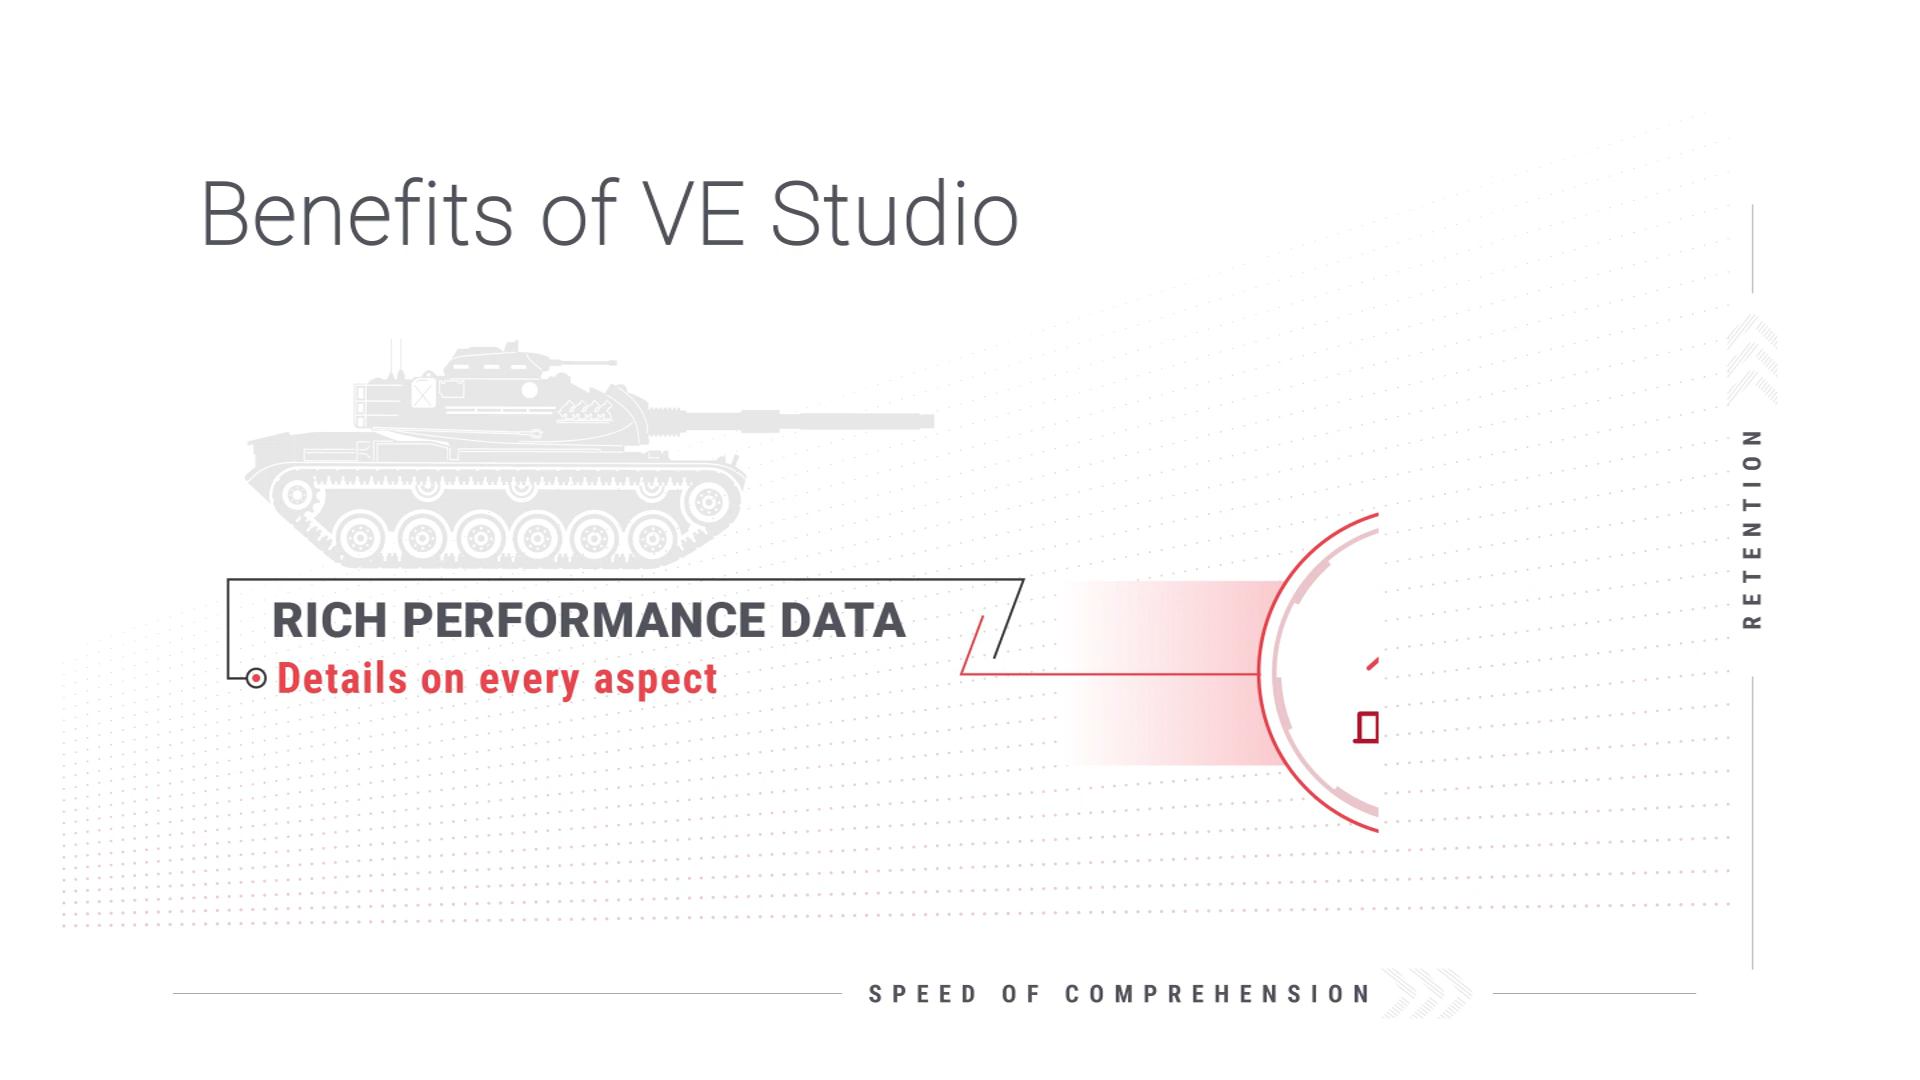 Benefits of VE Studio
RICH PERFORMANCE DATA
Details on every aspect
RETENTION
SPEED OF COMPREHENSION